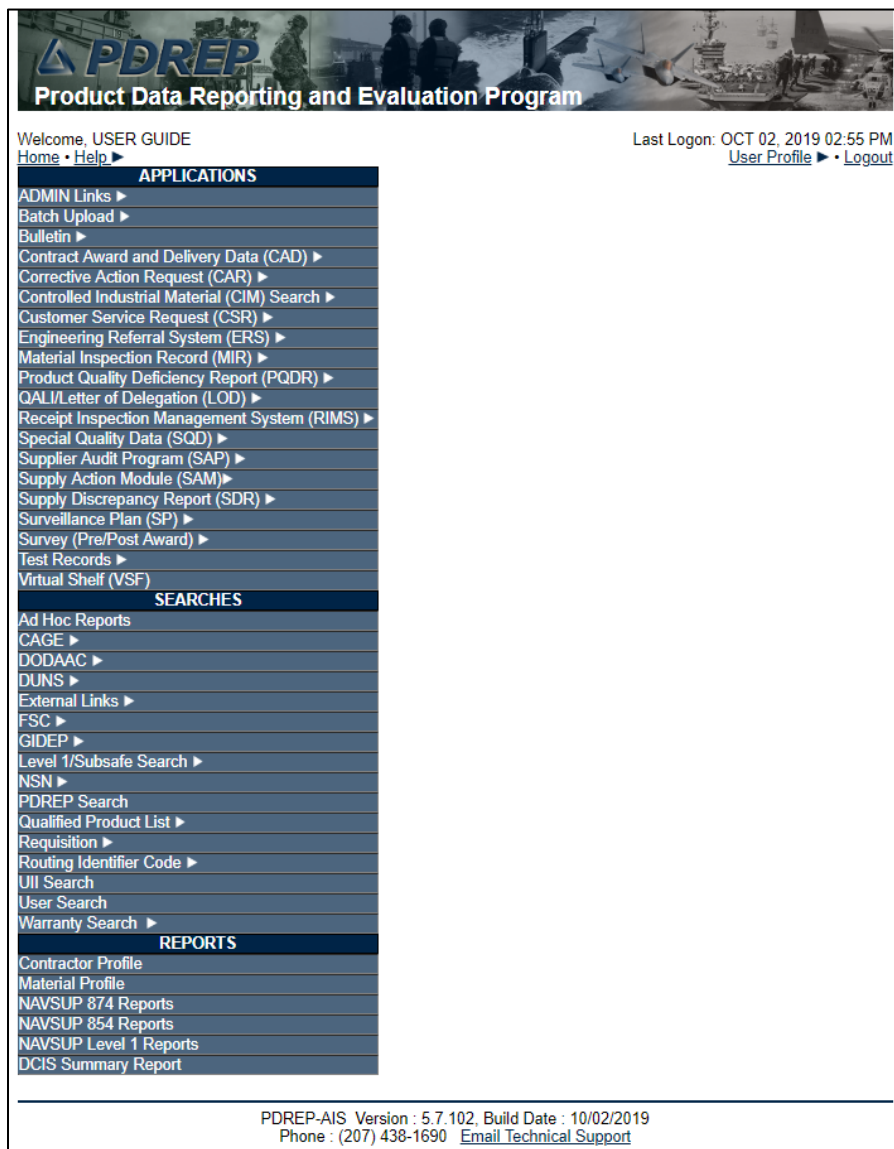 PDREP
Product Data Reporting and Evaluation Program
Welcome, USER GUIDE
Last Logon: OCT 02, 2019 02:55 PM
Home • Help ►
User Profile ► • Logout
APPLICATIONS
ADMIN Links ►
Batch Upload ►
Bulletin ►
Contract Award and Delivery Data (CAD) ►
Corrective Action Request (CAR) ►
Controlled Industrial Material (CIM) Search ►
Customer Service Request (CSR) ►
Engineering Referral System (ERS) ►
Material Inspection Record (MIR) ►
Product Quality Deficiency Report (PQDR) ►
QALI/Letter of Delegation (LOD) ►
Receipt Inspection Management System (RIMS) ►
Special Quality Data (SQD) ►
Supplier Audit Program (SAP) ►
Supply Action Module (SAM)►
Supply Discrepancy Report (SDR) ►
Surveillance Plan (SP) ►
Survey (Pre/Post Award) ►
Test Records ►
Virtual Shelf (VSF)
SEARCHES
Ad Hoc Reports
CAGE ►
DODAAC ►
DUNS ►
External Links ►
FSC ►
GIDEP ►
Level 1/Subsafe Search ►
NSN ►
PDREP Search
Qualified Product List ►
Requisition ►
Routing Identifier Code ►
UII Search
User Search
Warranty Search ►
REPORTS
Contractor Profile
Material Profile
NAVSUP 874 Reports
NAVSUP 854 Reports
NAVSUP Level 1 Reports
DCIS Summary Report
PDREP-AIS Version : 5.7.102, Build Date : 10/02/2019
Phone : (207) 438-1690 Email Technical Support